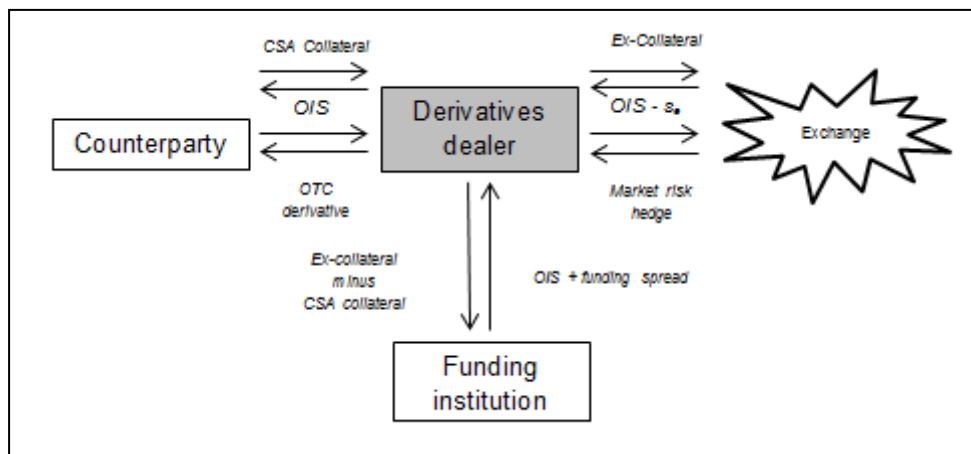 CSA Collateral
OIS
Counterparty
OTC
derivative
Derivatives
dealer
Ex-Collateral
OIS - sₑ
Market risk
hedge
Exchange
Ex-collateral
minus
CSA collateral
OIS + funding spread
Funding
institution